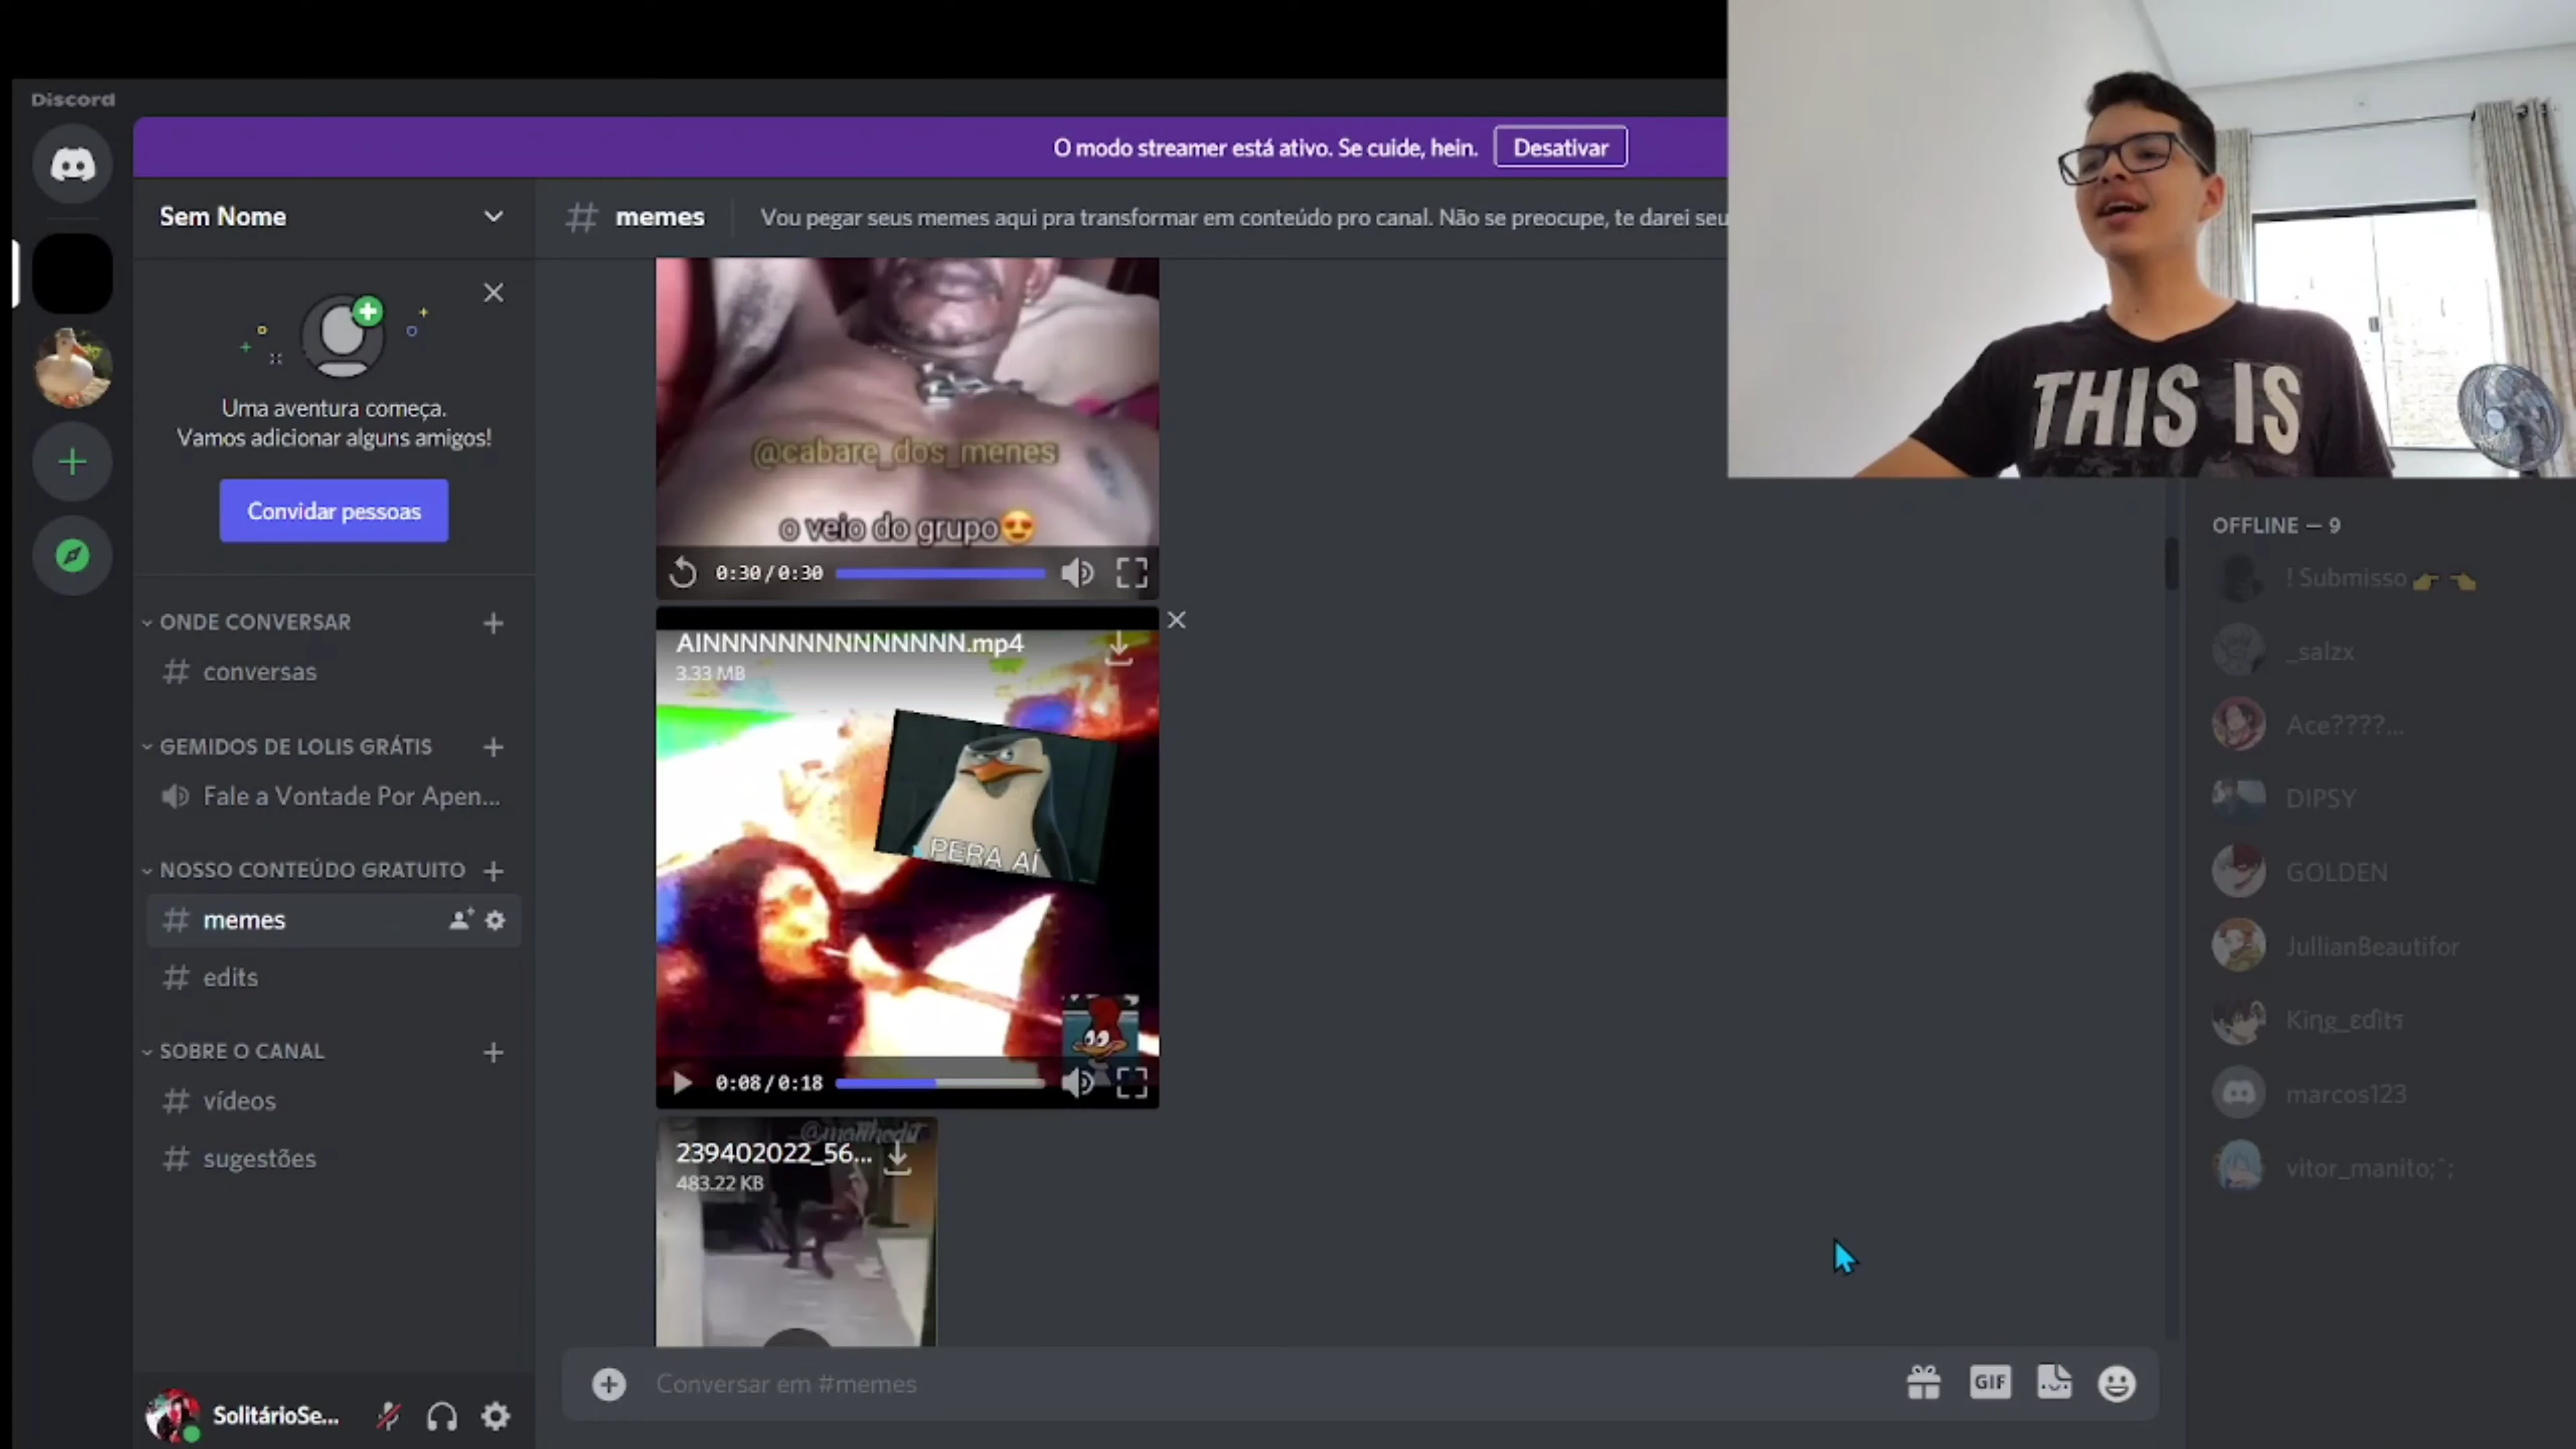 Discord
O modo streamer está ativo. Se cuide, hein.
Desativar
Sem Nome
memes
Vou pegar seus memes aqui pra transformar em conteúdo pro canal. Não se preocupe, te darei seu
THIS IS
Uma aventura começa.
Vamos adicionar alguns amigos!
Convidar pessoas
ONDE CONVERSAR
conversas
GEMIDOS DE LOLIS GRÁTIS
Fale a Vontade Por Apen...
NOSSO CONTEÚDO GRATUITO
memes
edits
SOBRE O CANAL
vídeos
sugestões
SolitárioSe...
@cabare_dos_menes
o veio do grupo😍
0:30/0:30
AINNNNNNNNNNNNNN.mp4
3.33 MB
PERA AÍ
0:08/0:18
239402022_56...
483.22 KB
Conversar em #memes
GIF
OFFLINE — 9
! Submisso
_salzx
Ace????...
DIPSY
GOLDEN
JullianBeautifor
marcos123